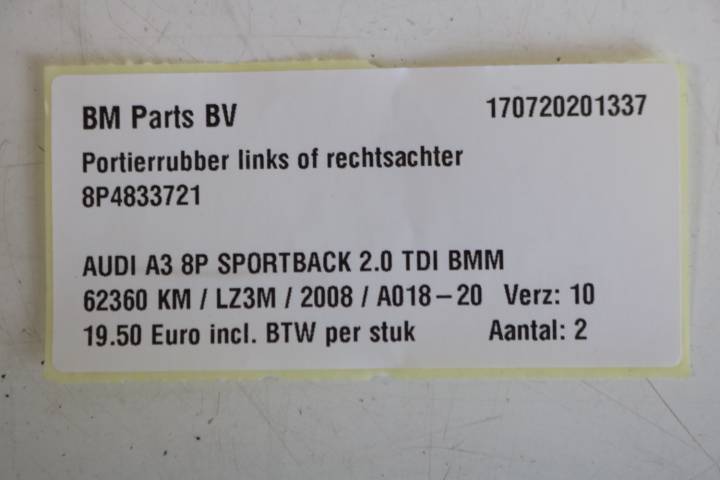 BM Parts BV 170720201337
Portierrubber links of rechtsachter
8P4833721
AUDI A3 8P SPORTBACK 2.0 TDI BMM
62360 KM / LZ3M / 2008 / A018-20 Verz: 10
19.50 Euro incl. BTW per stuk Aantal: 2